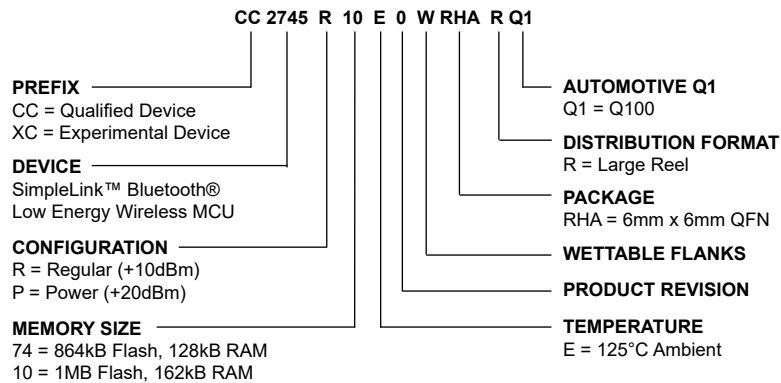 CC 2745 R 10 E 0 W RHA R Q1
PREFIX
CC = Qualified Device
XC = Experimental Device
DEVICE
SimpleLink™ Bluetooth®
Low Energy Wireless MCU
CONFIGURATION
R = Regular (+10dBm)
P = Power (+20dBm)
MEMORY SIZE
74 = 864kB Flash, 128kB RAM
10 = 1MB Flash, 162kB RAM
AUTOMOTIVE Q1
Q1 = Q100
DISTRIBUTION FORMAT
R = Large Reel
PACKAGE
RHA = 6mm x 6mm QFN
WETTABLE FLANKS
PRODUCT REVISION
TEMPERATURE
E = 125°C Ambient